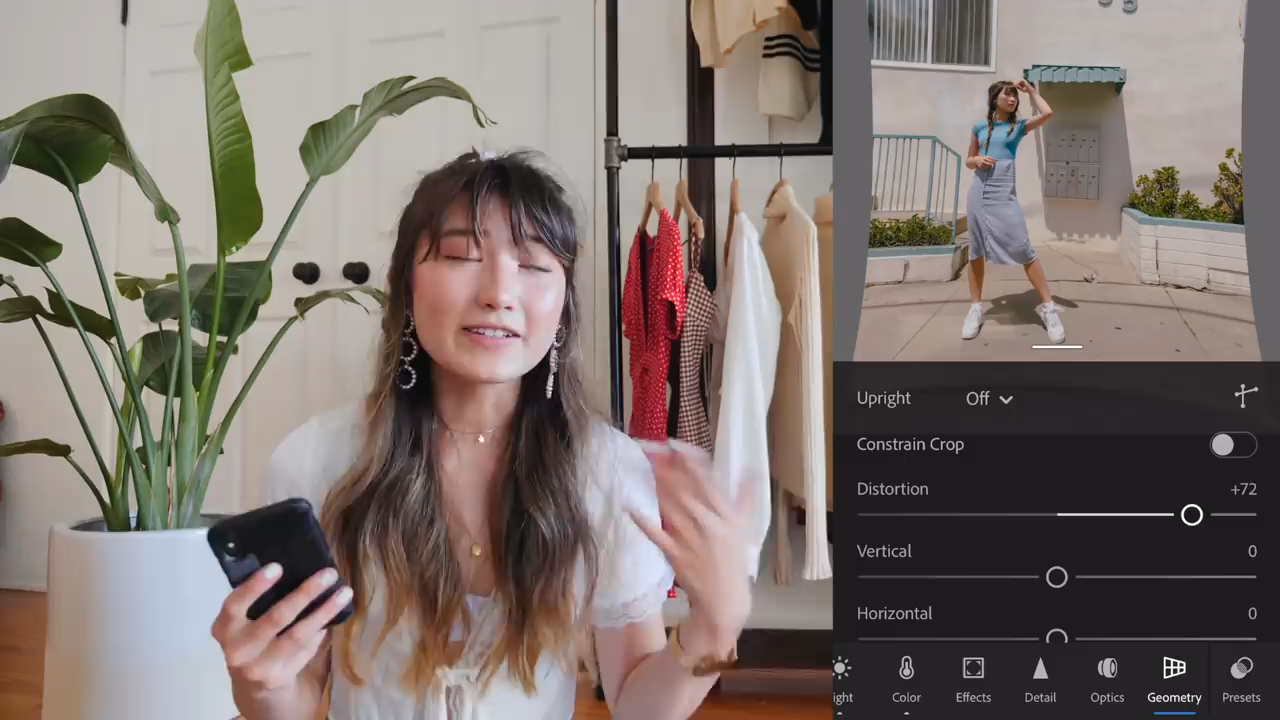 Upright Off
Constrain Crop
Distortion +72
Vertical 0
Horizontal 0
ight Color Effects Detail Optics Geometry Presets